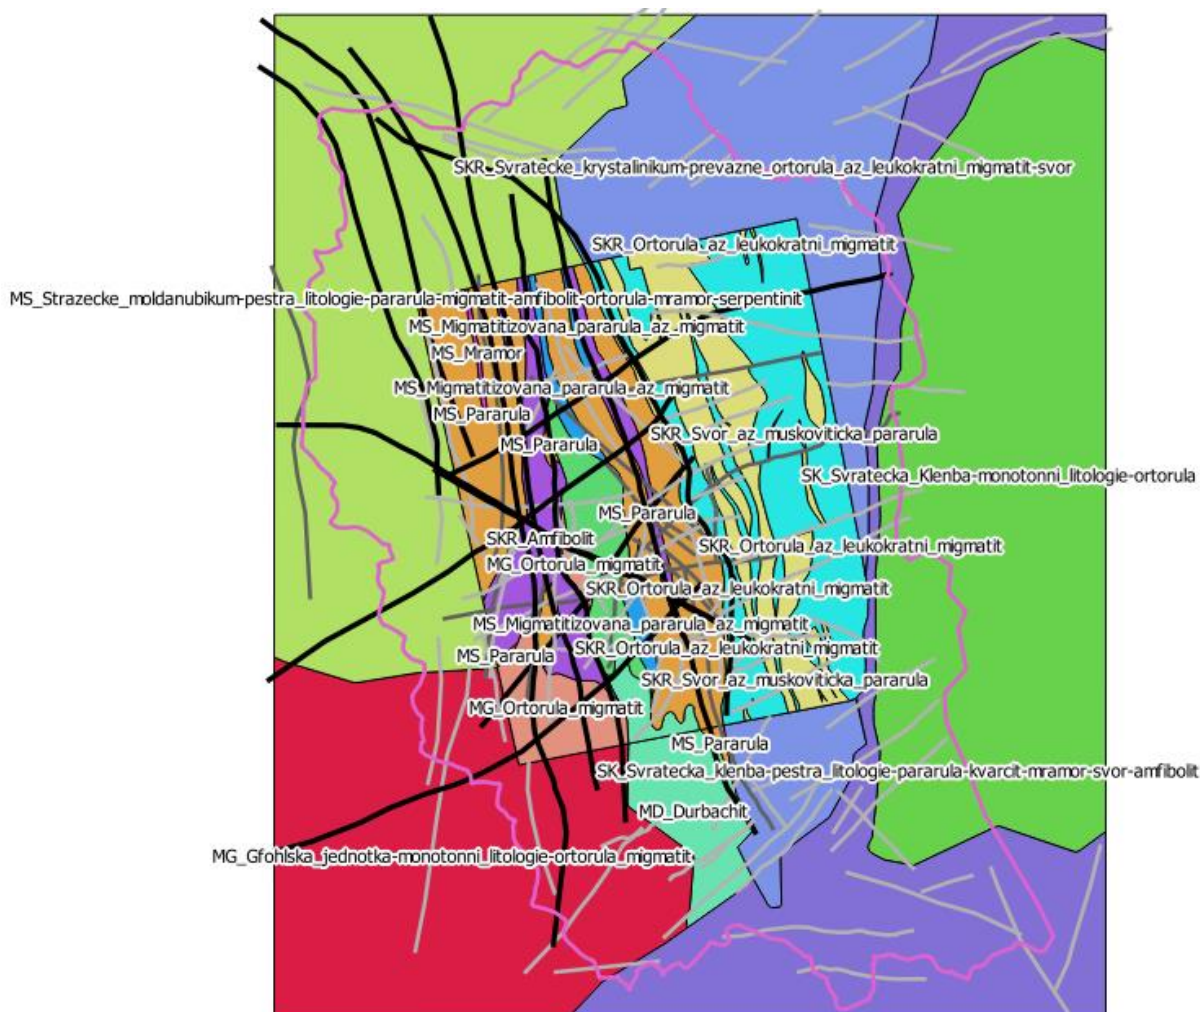 SKR_Svratecke_krystalinikum-prevazne_ortorula_az_leukokratni_migmatit-svor
SKR_Ortorula_az_leukokratni_migmatit
MS_Strazecke_moldanubikum-pestra_litologie-pararula-migmatit-amfibolit-ortorula-mramor-serpentinit
MS_Migmatitizovana_pararula_az_migmatit
MS_Mramor
MS_Migmatitizovana_pararula_az_migmatit
MS_Pararula
SKR_Svor_az_muskoviticka_pararula
MS_Pararula
SK_Svratecka_Klenba-monotonni_litologie-ortorula
MS_Pararula
SKR_Amfibolit
SKR_Ortorula_az_leukokratni_migmatit
MG_Ortorula_migmatit
SKR_Ortorula_az_leukokratni_migmatit
MS_Migmatitizovana_pararula_az_migmatit
SKR_Ortorula_az_leukokratni_migmatit
MS_Pararula
SKR_Svor_az_muskoviticka_pararula
MG_Ortorula_migmatit
MS_Pararula
SK_Svratecka_klenba-pestra_litologie-pararula-kvarcit-mramor-svor-amfibolit
MD_Durbachit
MG_Gfohlska_jednotka-monotonni_litologie-ortorula_migmatit